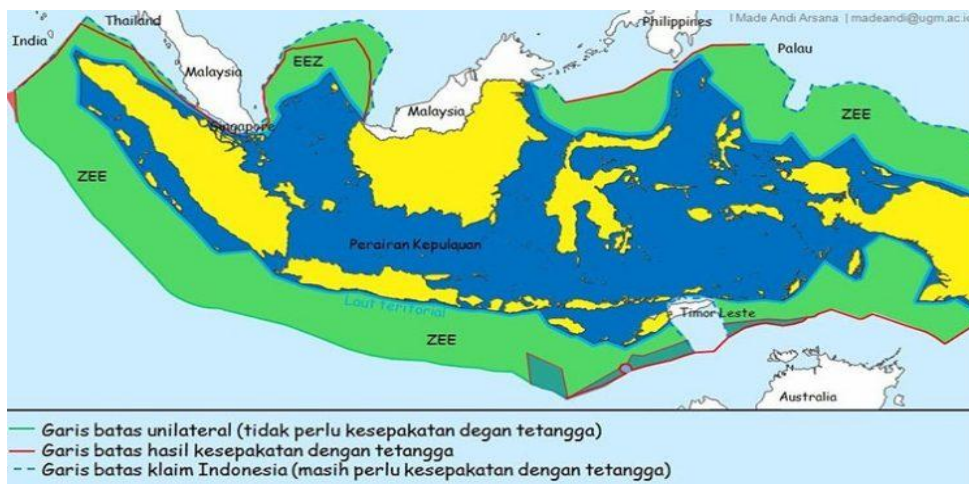 I Made Andi Arsana | madeandi@ugm.ac.id
Thailand
Philippines
India
Palau
Malaysia
EEZ
Malaysia
Singapore
ZEE
ZEE
Perairan Kepulauan
Laut teritorial
Timor Leste
ZEE
Australia
Garis batas unilateral (tidak perlu kesepakatan degan tetangga)
Garis batas hasil kesepakatan dengan tetangga
Garis batas klaim Indonesia (masih perlu kesepakatan dengan tetangga)